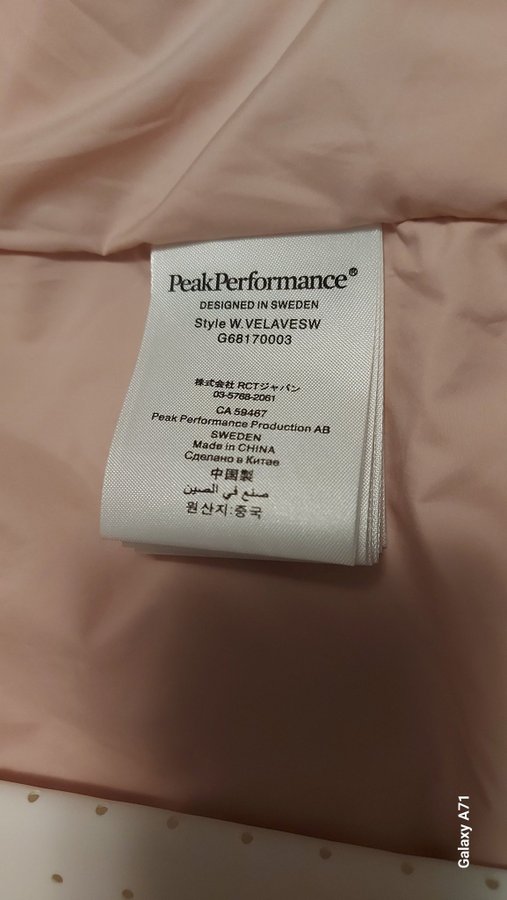 PeakPerformance®
DESIGNED IN SWEDEN
Style W.VELAVESW
G68170003
株式会社 RCTジャパン
03-5768-2061
CA 59467
Peak Performance Production AB
SWEDEN
Made in CHINA
Сделано в Китае
中国製
صنع في الصين
원산지:중국
Galaxy A71